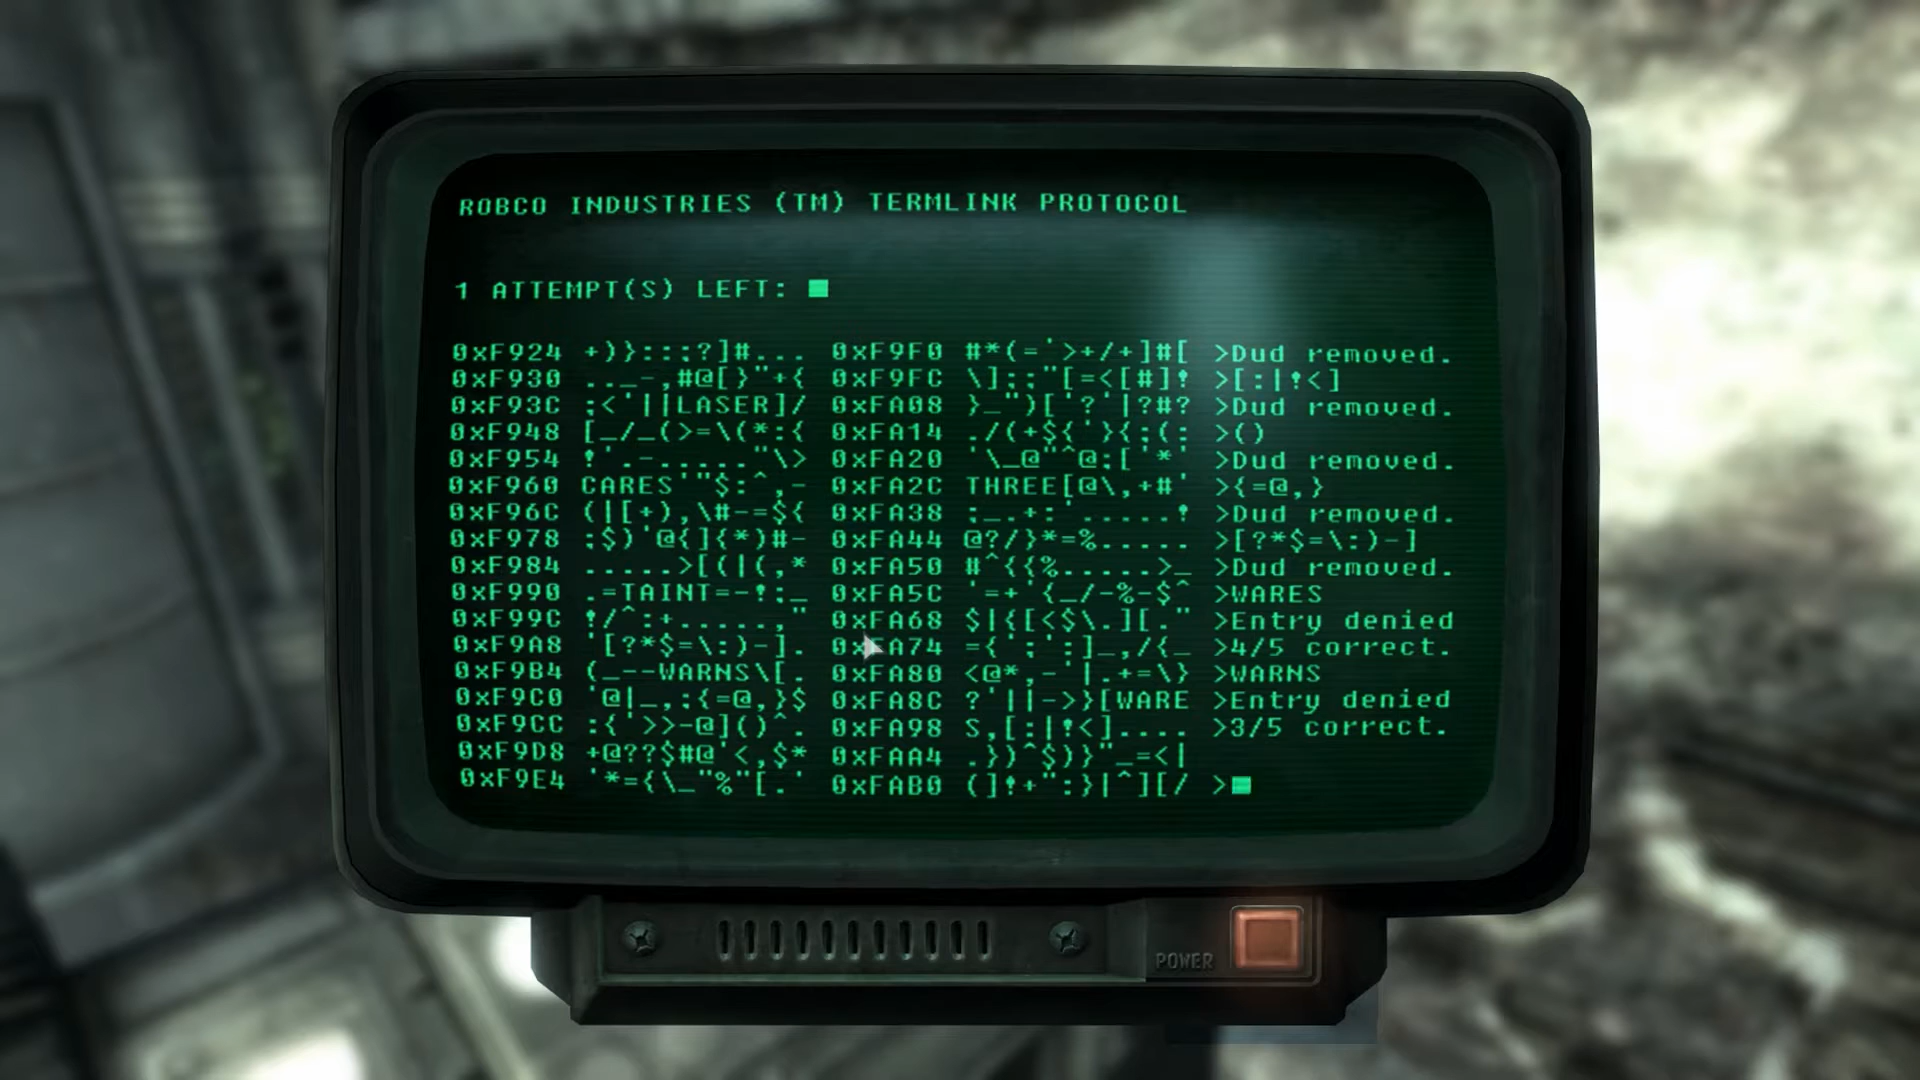 ROBCO INDUSTRIES (TM) TERMLINK PROTOCOL
1 ATTEMPT(S) LEFT: ■
0xF924 +)}:::;?]#... 0xF9F0 #*(='>+/+]#[ >Dud removed.
0xF930 .._-,#@[}"+{ 0xF9FC \];;"[=<[#]! >[:|!<]
0xF93C ;<'||LASER]/ 0xFA08 }_")['?'|?#? >Dud removed.
0xF948 [_/_(>=\(*:{ 0xFA14 ./(+${'}{;(: >()
0xF954 !'.-....."\> 0xFA20 '\_@"^@:['*' >Dud removed.
0xF960 CARES'"$:^,- 0xFA2C THREE[@\,+#' >{=@,}
0xF96C (|[+),\#-=${ 0xFA38 ;_.+:'.....! >Dud removed.
0xF978 :$)'@{]{*)#- 0xFA44 @?/}*=%..... >[?*$=\:)-]
0xF984 .....>[(|(,* 0xFA50 #^{{%.....>_ >Dud removed.
0xF990 .=TAINT=-!:_ 0xFA5C '=+'{_/-%-$^ >WARES
0xF99C !/^:+....,," 0xFA68 $|{[<$\.][." >Entry denied
0xF9A8 '[?*$=\:)-]. 0xFA74 ={';':]_,/{_ >4/5 correct.
0xF9B4 (_--WARNS\[. 0xFA80 <@*,-'|.+=\} >WARNS
0xF9C0 '@|_,:{=@,}$ 0xFA8C ?'||->}[WARE >Entry denied
0xF9CC :{'>>-@]()^. 0xFA98 S,[:|!<].... >3/5 correct.
0xF9D8 +@??$#@'<,$* 0xFAA4 .})^$)}"_=<|
0xF9E4 '*={\_"%"[.' 0xFAB0 (]!+":}|^][/ >■
POWER